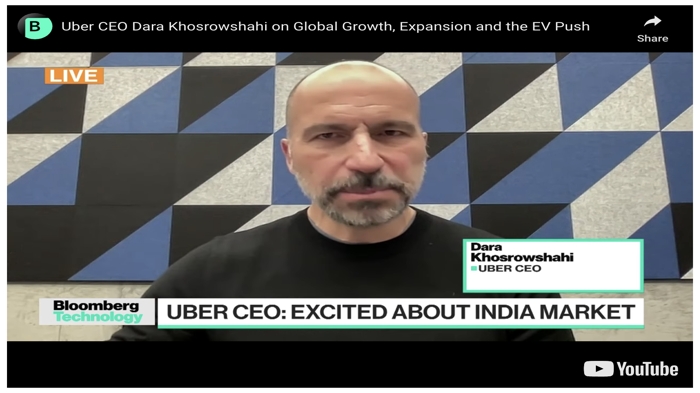 B
Uber CEO Dara Khosrowshahi on Global Growth, Expansion and the EV Push
Share
LIVE
Dara
Khosrowshahi
UBER CEO
Bloomberg
Technology
UBER CEO: EXCITED ABOUT INDIA MARKET
YouTube